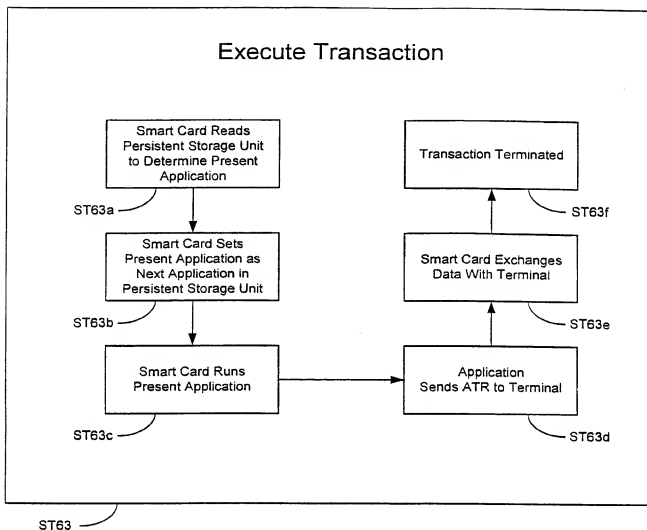 Execute Transaction
Smart Card Reads
Persistent Storage Unit
to Determine Present
Application
ST63a
Smart Card Sets
Present Application as
Next Application in
Persistent Storage Unit
ST63b
Smart Card Runs
Present Application
ST63c
Application
Sends ATR to Terminal
ST63d
Smart Card Exchanges
Data With Terminal
ST63e
Transaction Terminated
ST63f
ST63